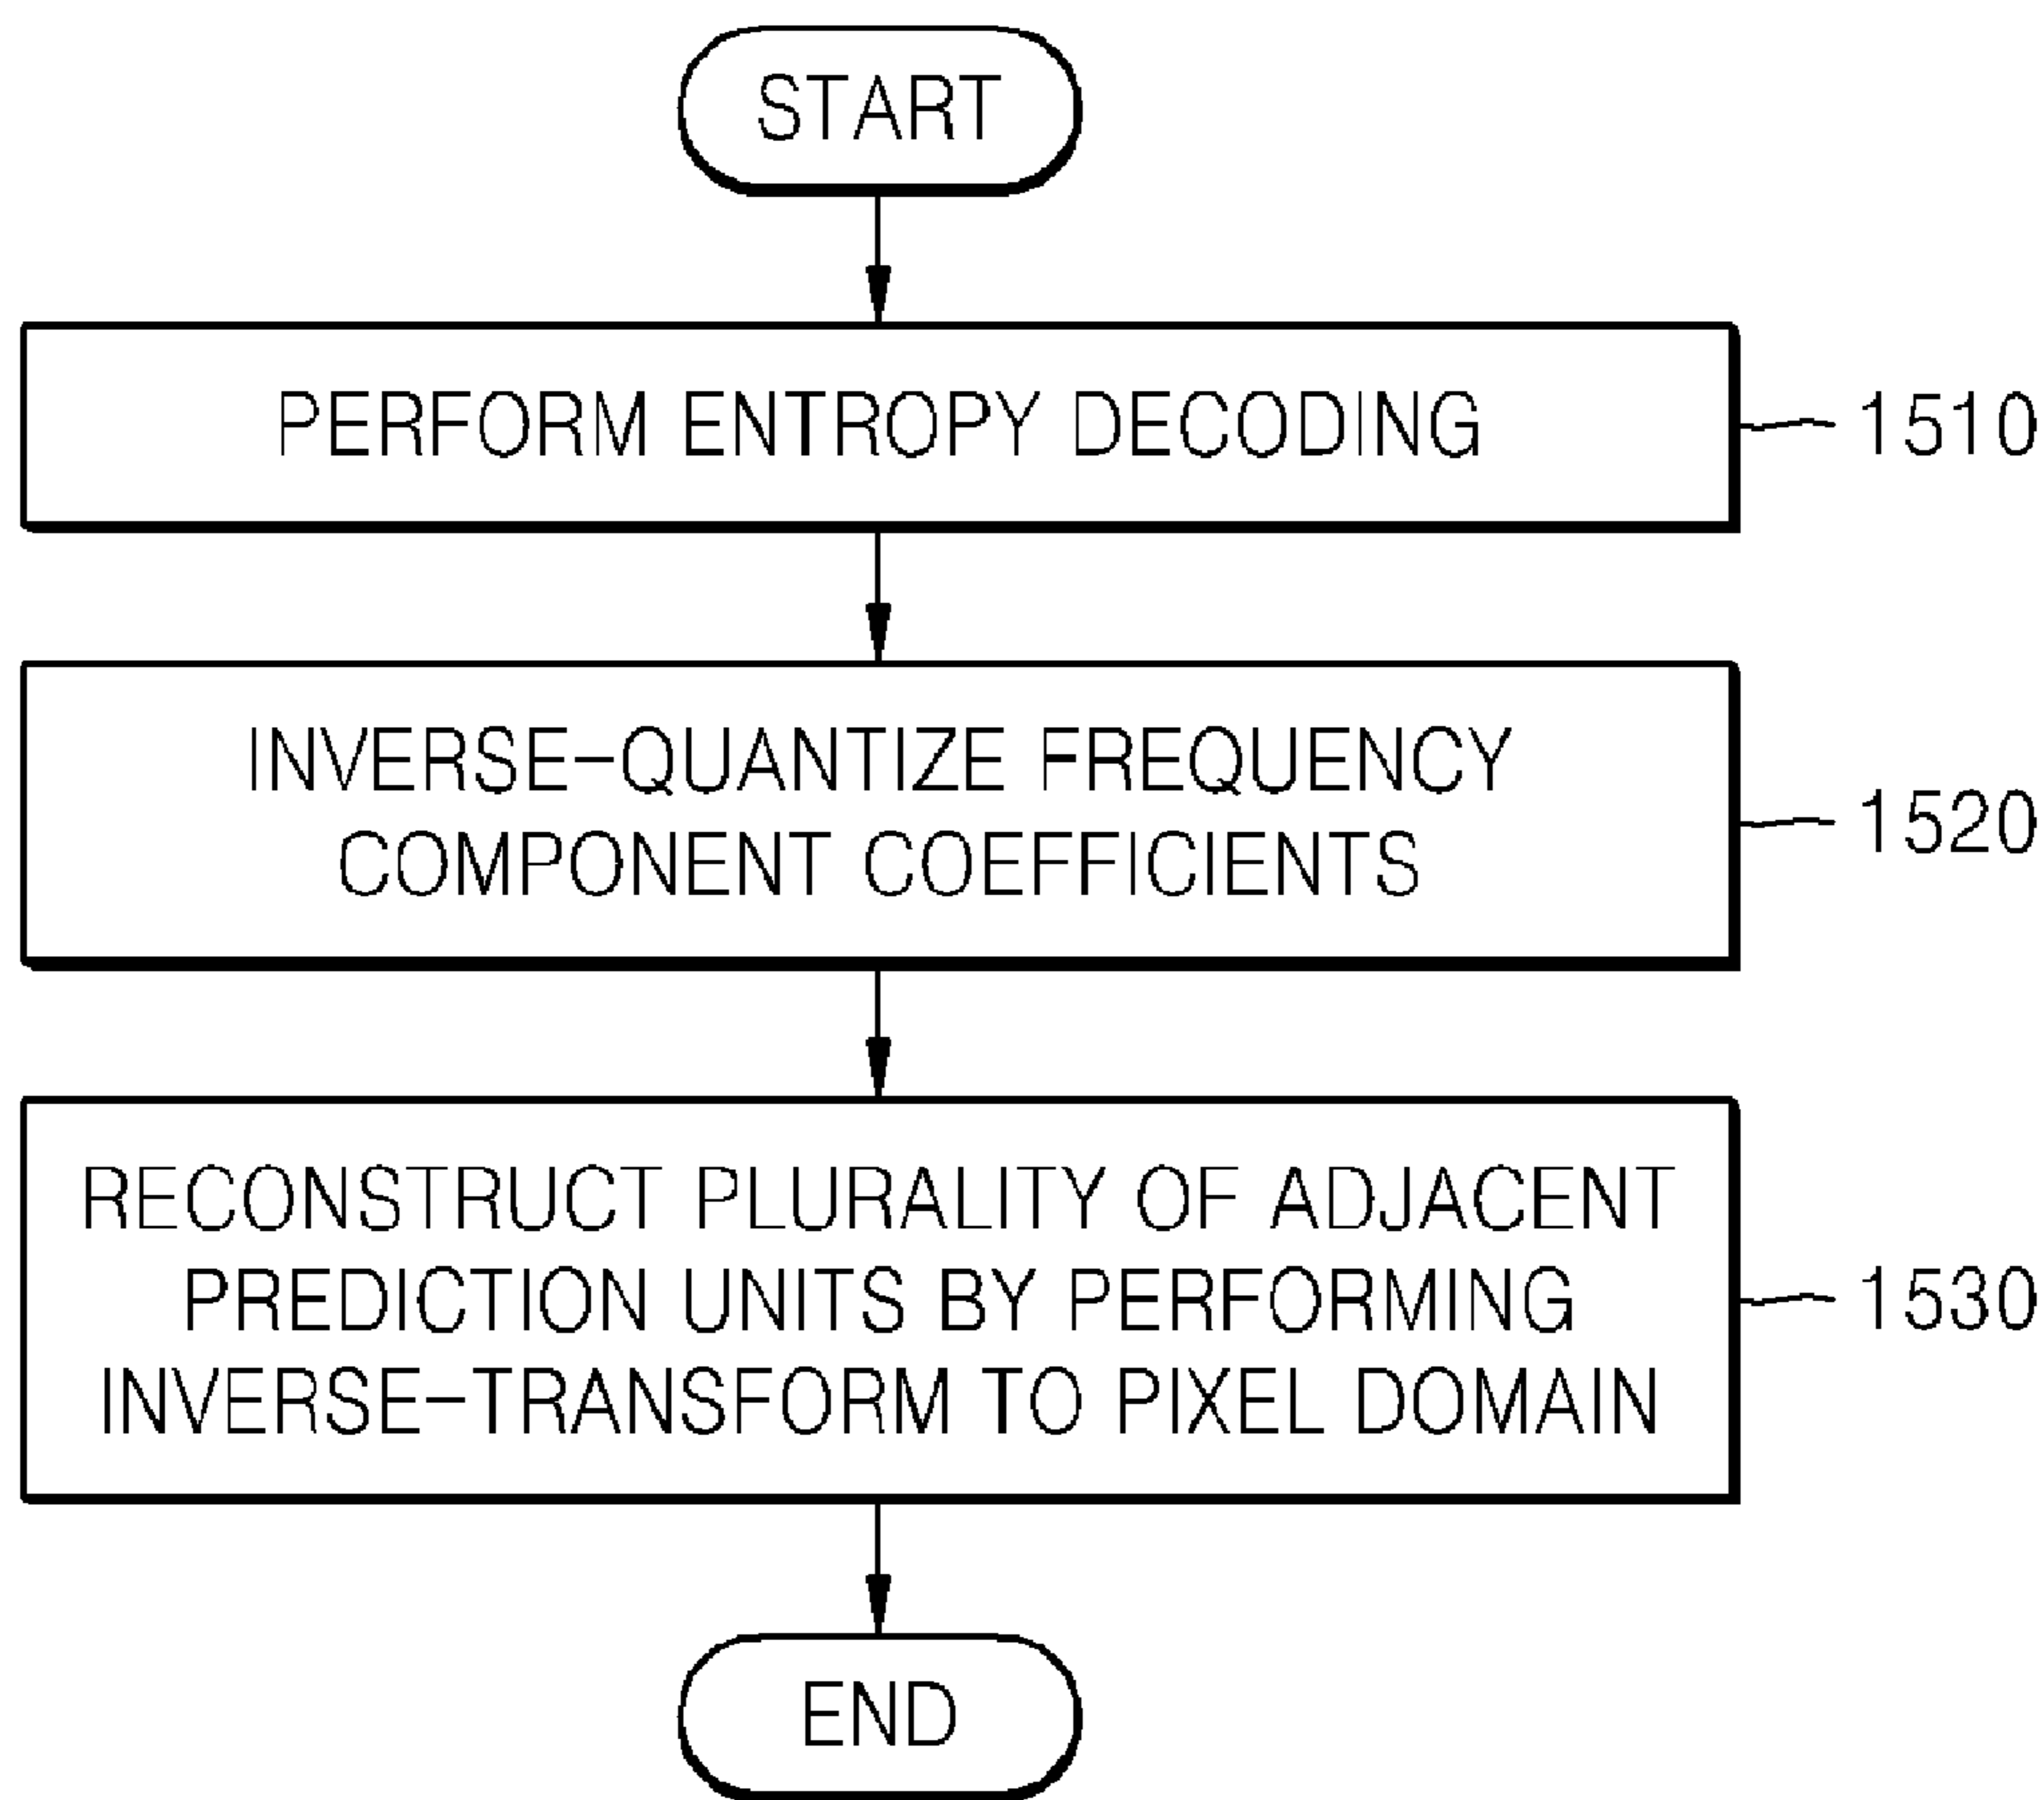 START
PERFORM ENTROPY DECODING
1510
INVERSE-QUANTIZE FREQUENCY
COMPONENT COEFFICIENTS
1520
RECONSTRUCT PLURALITY OF ADJACENT
PREDICTION UNITS BY PERFORMING
INVERSE-TRANSFORM TO PIXEL DOMAIN
1530
END